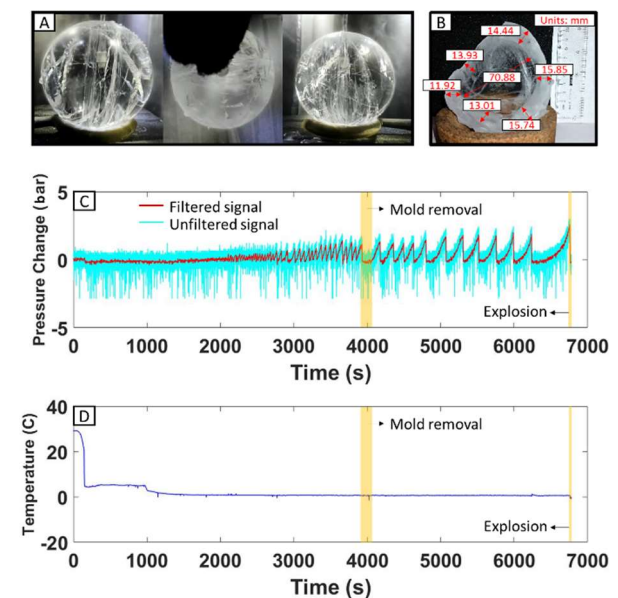 A
B
Units: mm
14.44
13.93
15.85
70.88
11.92
13.01
15.74
C
Filtered signal
Unfiltered signal
Mold removal
Explosion
Pressure Change (bar)
5
0
-5
0 1000 2000 3000 4000 5000 6000 7000
Time (s)
D
Mold removal
Explosion
Temperature (C)
40
20
0
-20
0 1000 2000 3000 4000 5000 6000 7000
Time (s)